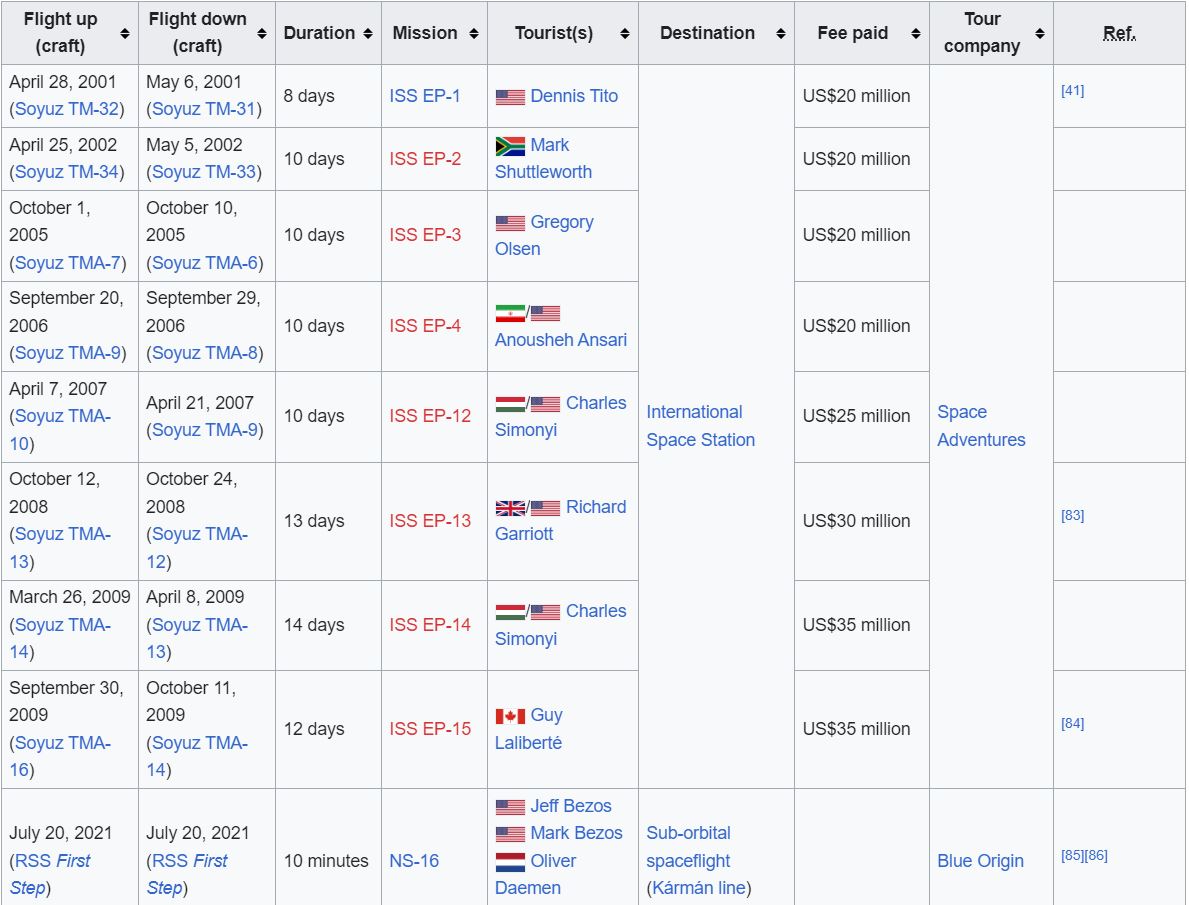 Flight up (craft) Flight down (craft) Duration Mission Tourist(s) Destination Fee paid Tour company Ref.
April 28, 2001 (Soyuz TM-32) May 6, 2001 (Soyuz TM-31) 8 days ISS EP-1 Dennis Tito International Space Station US$20 million Space Adventures [41]
April 25, 2002 (Soyuz TM-34) May 5, 2002 (Soyuz TM-33) 10 days ISS EP-2 Mark Shuttleworth US$20 million
October 1, 2005 (Soyuz TMA-7) October 10, 2005 (Soyuz TMA-6) 10 days ISS EP-3 Gregory Olsen US$20 million
September 20, 2006 (Soyuz TMA-9) September 29, 2006 (Soyuz TMA-8) 10 days ISS EP-4 / Anousheh Ansari US$20 million
April 7, 2007 (Soyuz TMA-10) April 21, 2007 (Soyuz TMA-9) 10 days ISS EP-12 / Charles Simonyi US$25 million
October 12, 2008 (Soyuz TMA-13) October 24, 2008 (Soyuz TMA-12) 13 days ISS EP-13 / Richard Garriott US$30 million [83]
March 26, 2009 (Soyuz TMA-14) April 8, 2009 (Soyuz TMA-13) 14 days ISS EP-14 / Charles Simonyi US$35 million
September 30, 2009 (Soyuz TMA-16) October 11, 2009 (Soyuz TMA-14) 12 days ISS EP-15 Guy Laliberté US$35 million [84]
July 20, 2021 (RSS First Step) July 20, 2021 (RSS First Step) 10 minutes NS-16 Jeff Bezos Mark Bezos Oliver Daemen Sub-orbital spaceflight (Kármán line) Blue Origin [85][86]